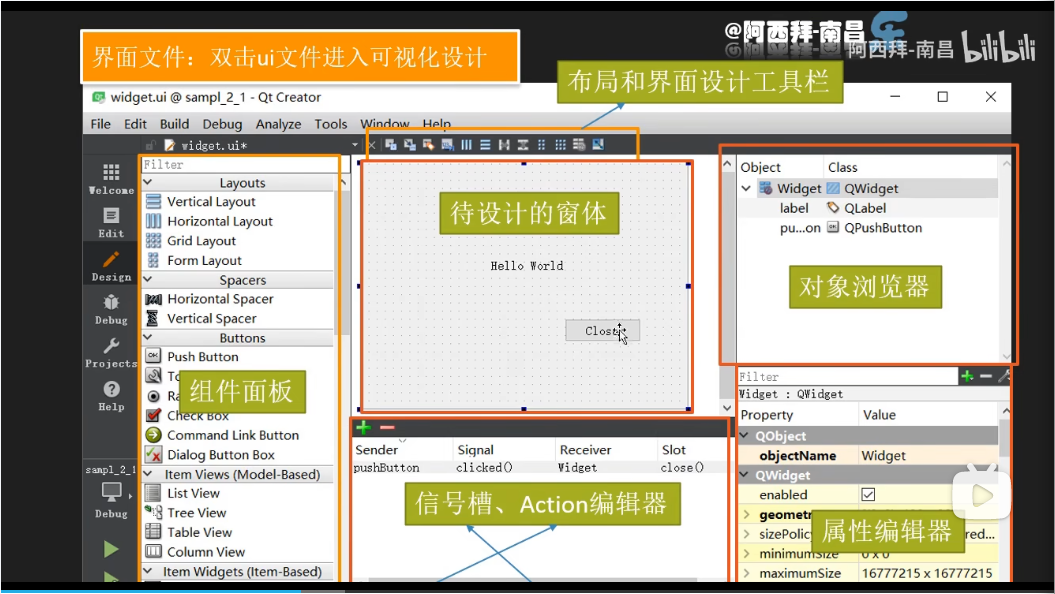 @阿西拜-南昌
阿西拜-南昌 bilibili
界面文件：双击ui文件进入可视化设计
布局和界面设计工具栏
widget.ui @ sampl_2_1 - Qt Creator
File Edit Build Debug Analyze Tools Window Help
widget.ui*
Welcome
Edit
Design
Debug
Projects
Help
sampl_2_1
Debug
Filter
Layouts
Vertical Layout
Horizontal Layout
Grid Layout
Form Layout
Spacers
Horizontal Spacer
Vertical Spacer
Buttons
Push Button
组件面板
Check Box
Command Link Button
Dialog Button Box
Item Views (Model-Based)
List View
Tree View
Table View
Column View
Item Widgets (Item-Based)
待设计的窗体
Hello World
Close
Sender Signal Receiver Slot
pushButton clicked() Widget close()
信号槽、Action编辑器
Object Class
Widget QWidget
label QLabel
pu...on QPushButton
对象浏览器
Filter
Widget : QWidget
Property Value
QObject
objectName Widget
QWidget
enabled
geomet
sizePolic red...
属性编辑器
minimumSize 0 x 0
maximumSize 16777215 x 16777215